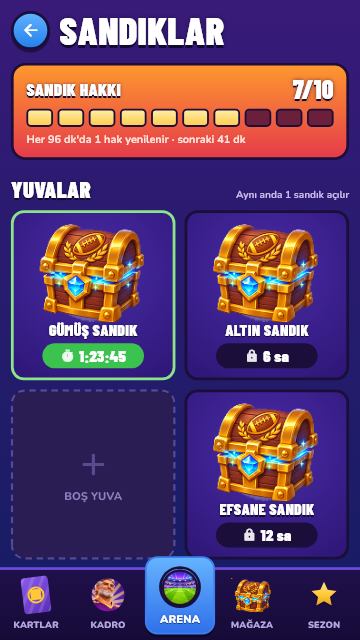 SANDIKLAR
SANDIK HAKKI 7/10
Her 96 dk'da 1 hak yenilenir · sonraki 41 dk
YUVALAR Aynı anda 1 sandık açılır
GÜMÜŞ SANDIK
1:23:45
ALTIN SANDIK
6 sa
BOŞ YUVA
EFSANE SANDIK
12 sa
KARTLAR
KADRO
ARENA
MAĞAZA
SEZON